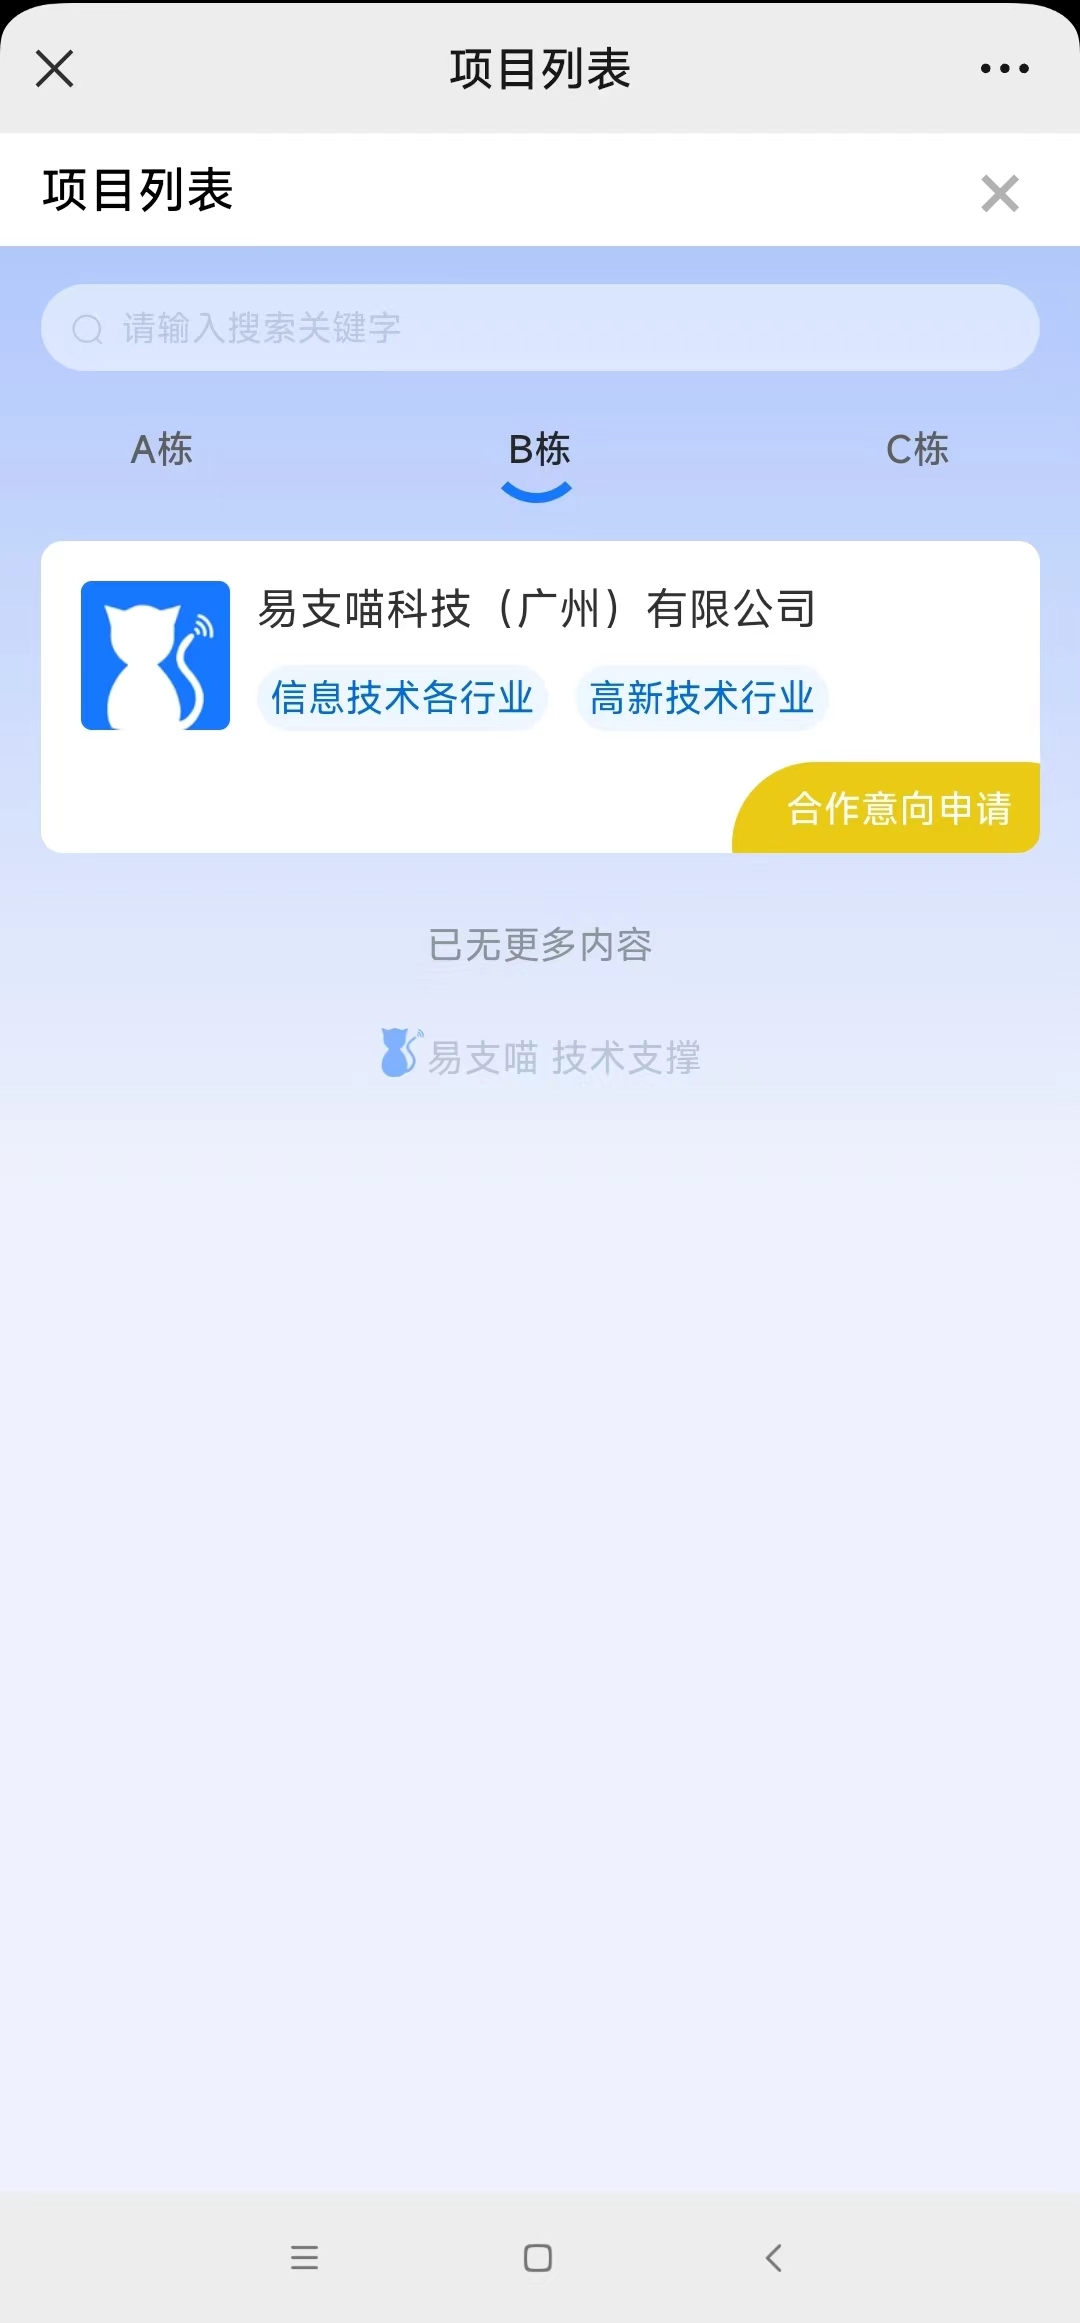 项目列表
项目列表
请输入搜索关键字
A栋
B栋
C栋
易支喵科技（广州）有限公司
信息技术各行业
高新技术行业
合作意向申请
已无更多内容
易支喵 技术支撑